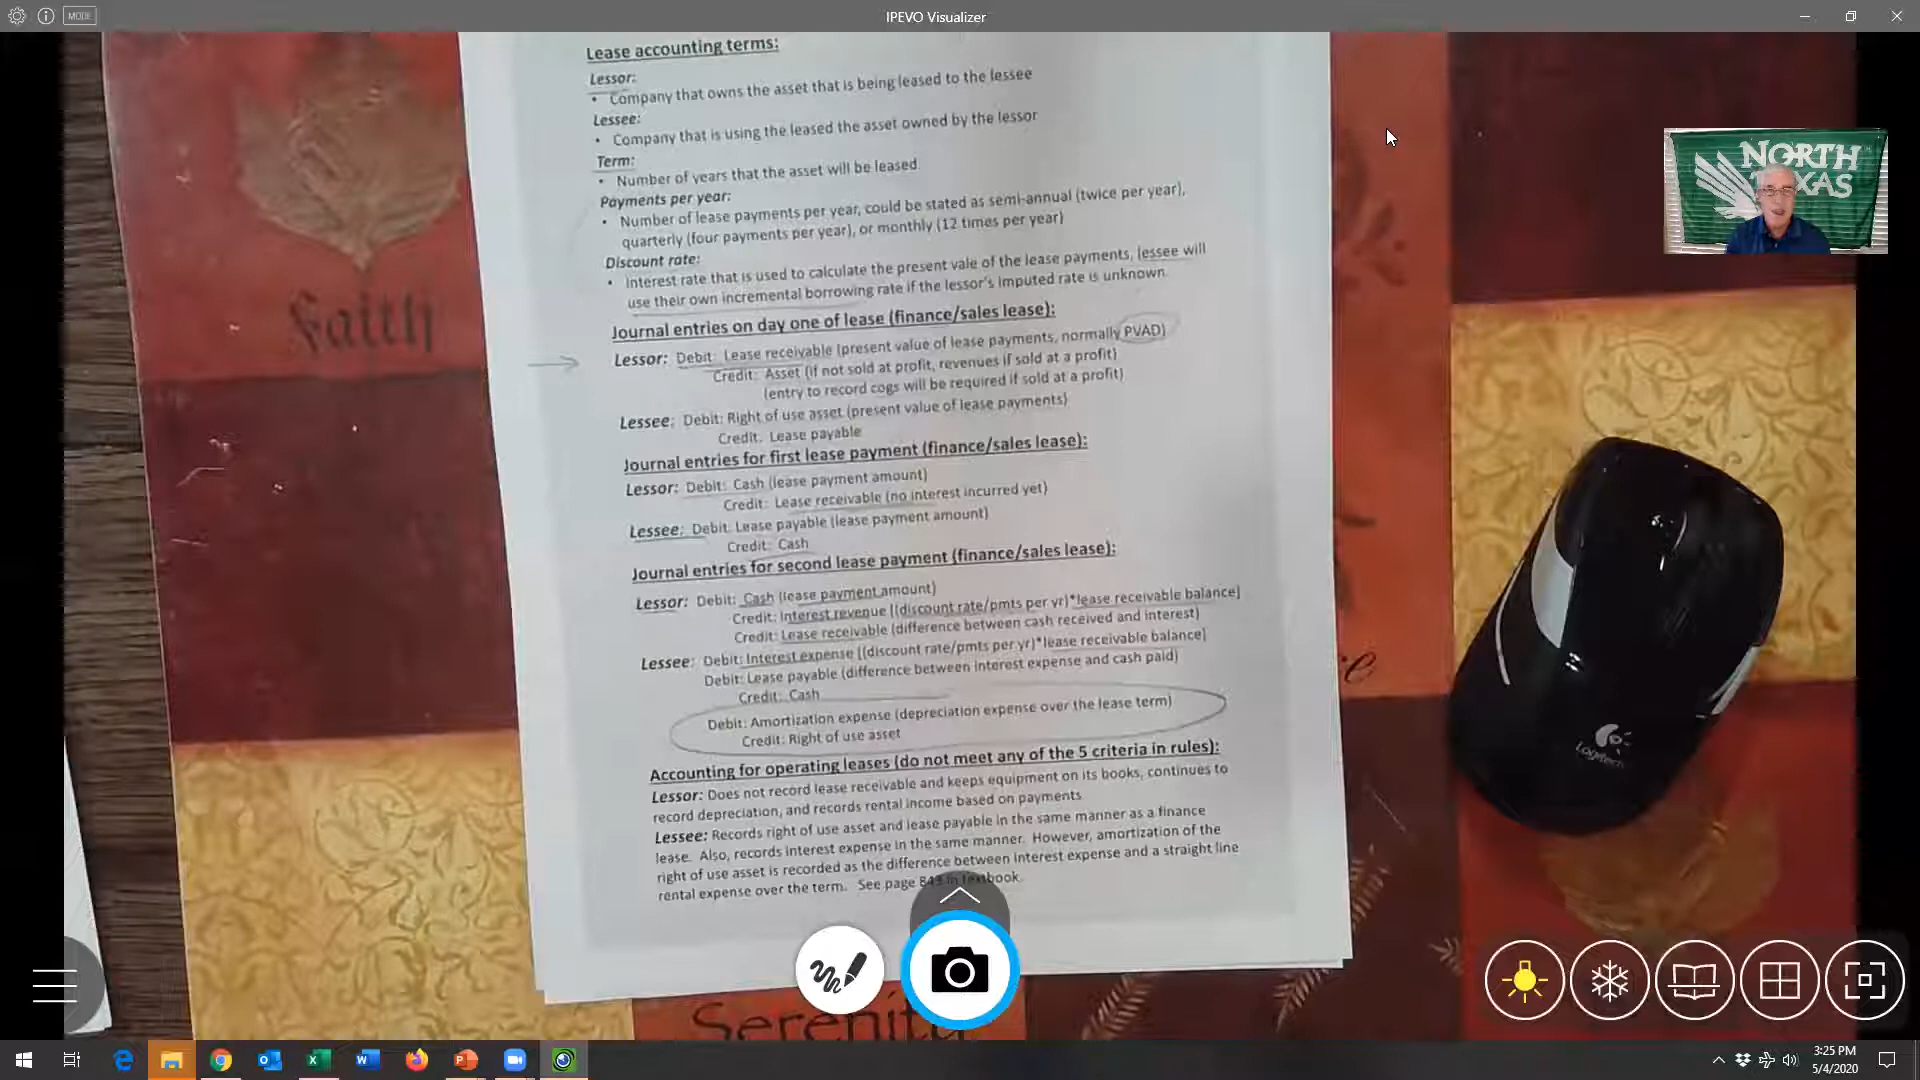 MODE
IPEVO Visualizer
Lease accounting terms:
Lessor:
• Company that owns the asset that is being leased to the lessee
Lessee:
• Company that is using the leased the asset owned by the lessor
Term:
• Number of years that the asset will be leased
Payments per year:
• Number of lease payments per year, could be stated as semi-annual (twice per year),
quarterly (four payments per year), or monthly (12 times per year)
Discount rate:
• Interest rate that is used to calculate the present vale of the lease payments, lessee will
use their own incremental borrowing rate if the lessor's imputed rate is unknown
Journal entries on day one of lease (finance/sales lease):
Lessor: Debit: Lease receivable (present value of lease payments, normally PVAD)
Credit: Asset (if not sold at profit, revenues if sold at a profit)
(entry to record cogs will be required if sold at a profit)
Lessee: Debit: Right of use asset (present value of lease payments)
Credit: Lease payable
Journal entries for first lease payment (finance/sales lease):
Lessor: Debit: Cash (lease payment amount)
Credit: Lease receivable (no interest incurred yet)
Lessee: Debit: Lease payable (lease payment amount)
Credit: Cash
Journal entries for second lease payment (finance/sales lease):
Lessor: Debit: Cash (lease payment amount)
Credit: Interest revenue [(discount rate/pmts per yr)*lease receivable balance]
Credit: Lease receivable (difference between cash received and interest)
Lessee: Debit: Interest expense [(discount rate/pmts per yr)*lease receivable balance]
Debit: Lease payable (difference between interest expense and cash paid)
Credit: Cash
Debit: Amortization expense (depreciation expense over the lease term)
Credit: Right of use asset
Accounting for operating leases (do not meet any of the 5 criteria in rules):
Lessor: Does not record lease receivable and keeps equipment on its books, continues to
record depreciation, and records rental income based on payments
Lessee: Records right of use asset and lease payable in the same manner as a finance
lease. Also, records interest expense in the same manner. However, amortization of the
right of use asset is recorded as the difference between interest expense and a straight line
rental expense over the term. See page in textbook.
Faith
Serenity
Logitech
NORTH
TEXAS
3:25 PM
5/4/2020